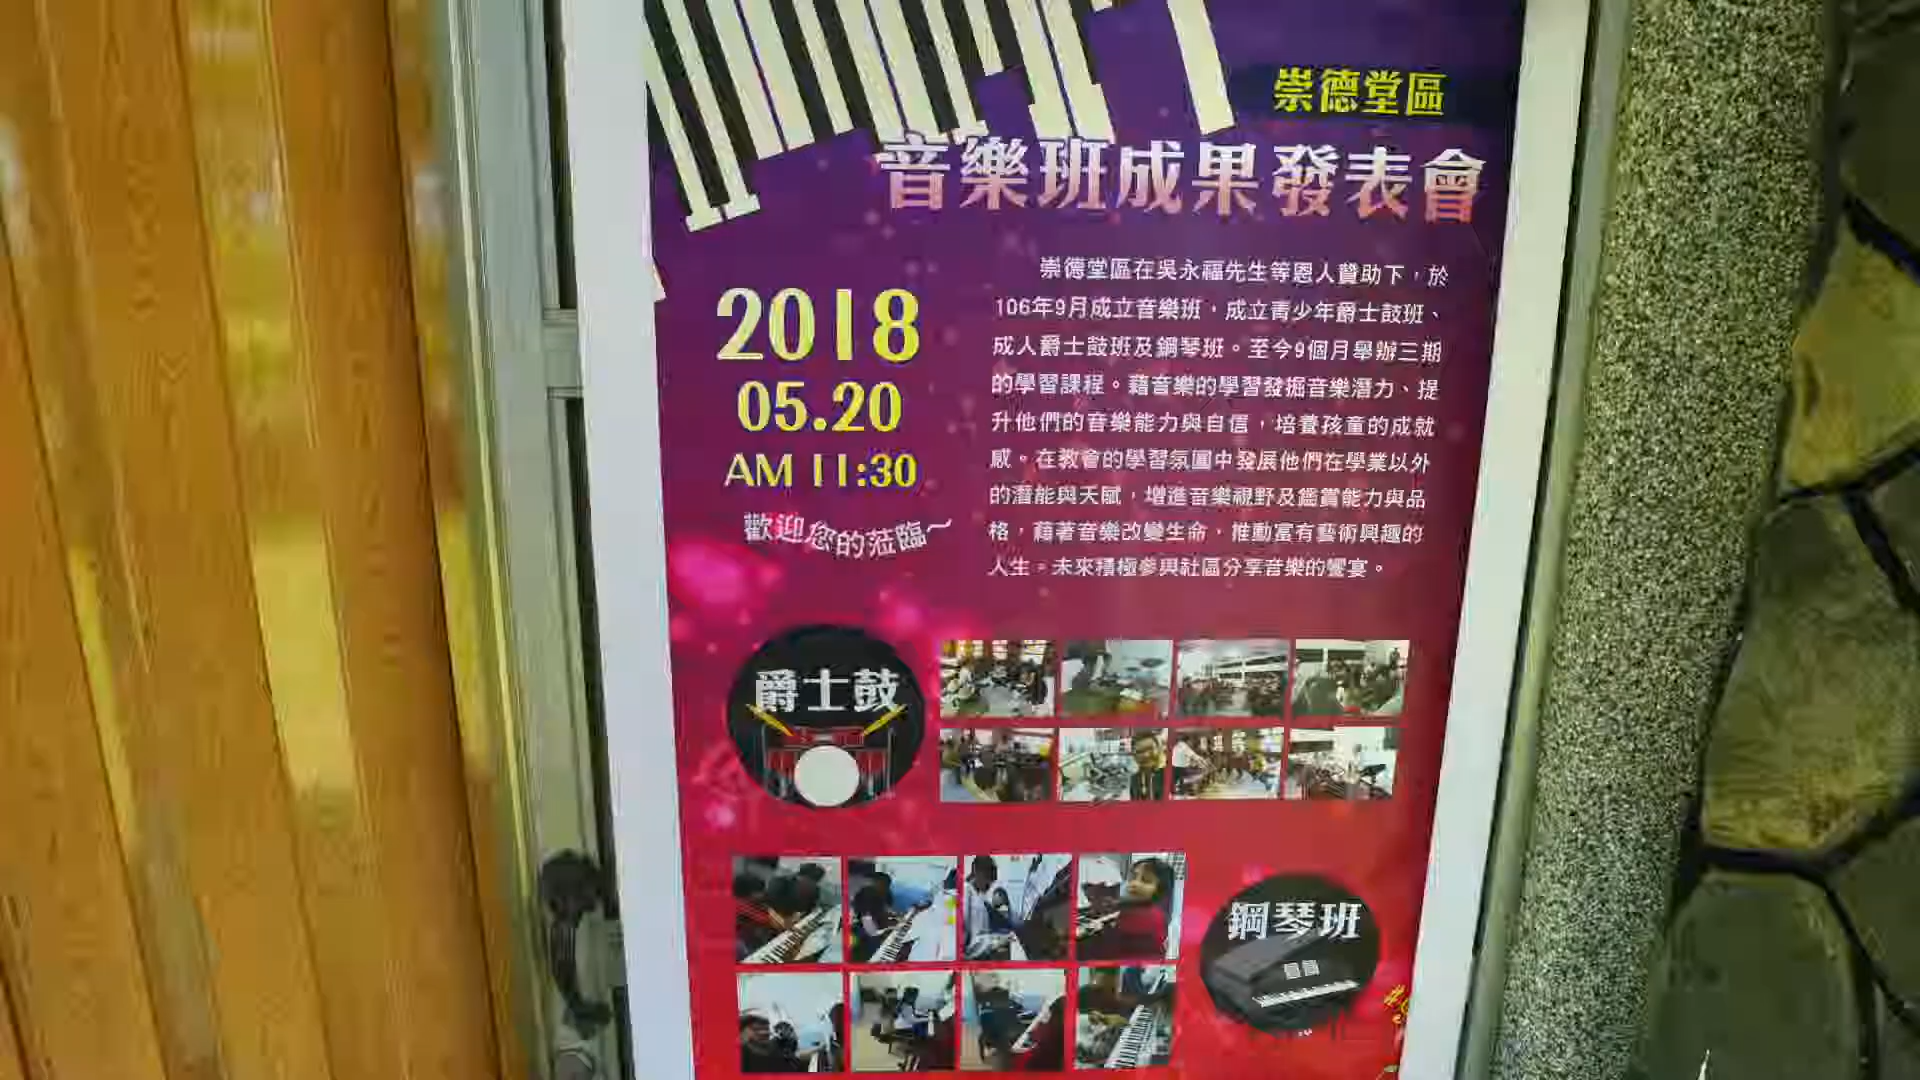 崇德堂區
音樂班成果發表會
2018
05.20
AM 11:30
歡迎您的蒞臨～
崇德堂區在吳永福先生等恩人贊助下，於
106年9月成立音樂班，成立青少年爵士鼓班、
成人爵士鼓班及鋼琴班。至今9個月舉辦三期
的學習課程。藉音樂的學習發掘音樂潛力、提
升他們的音樂能力與自信，培養孩童的成就
感。在教會的學習氛圍中發展他們在學業以外
的潛能與天賦，增進音樂視野及鑑賞能力與品
格，藉著音樂改變生命，推動富有藝術興趣的
人生。未來積極參與社區分享音樂的饗宴。
爵士鼓
鋼琴班